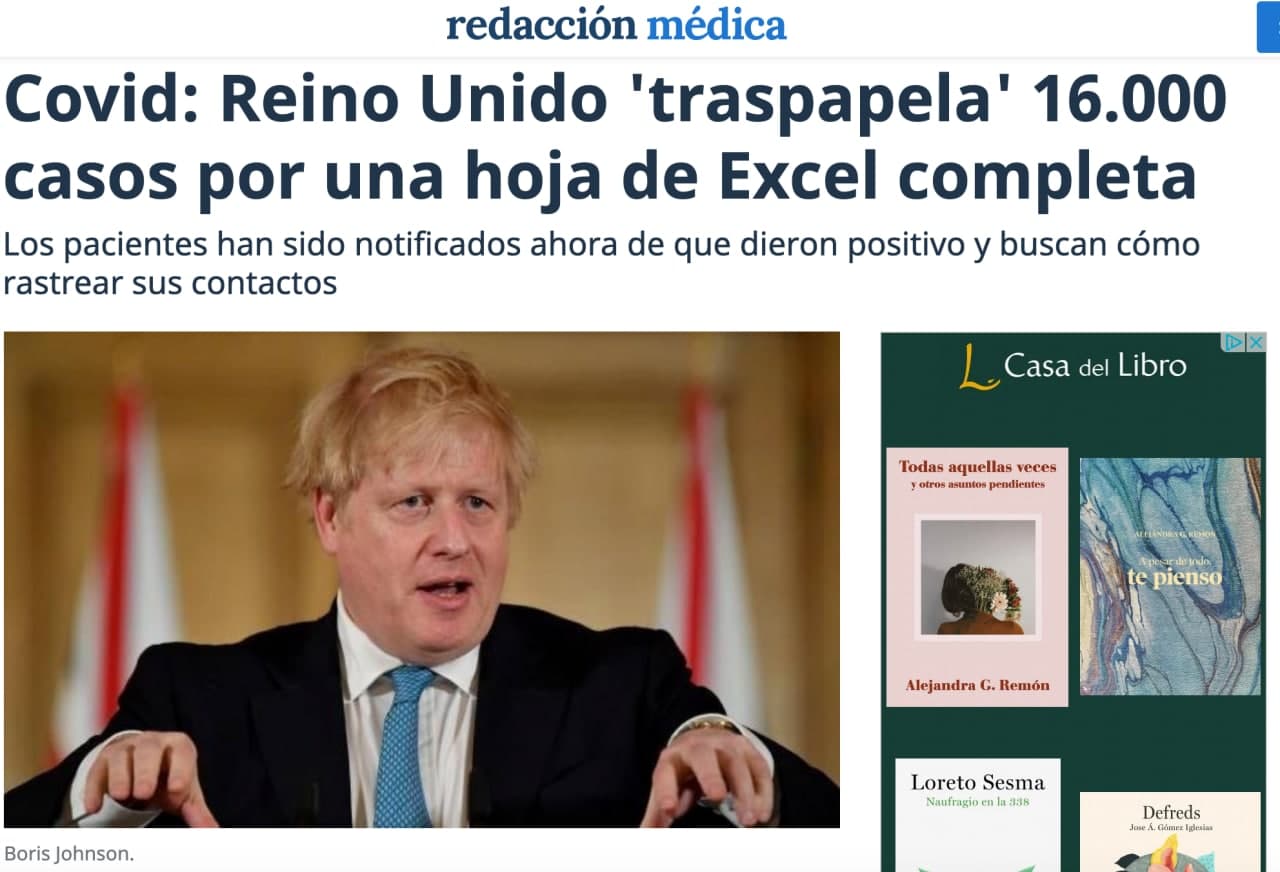 redacción médica
Covid: Reino Unido 'traspapela' 16.000
casos por una hoja de Excel completa
Los pacientes han sido notificados ahora de que dieron positivo y buscan cómo
rastrear sus contactos
Boris Johnson.
L Casa del Libro
Todas aquellas veces
y otros asuntos pendientes
Alejandra G. Remón
ALEJANDRA G. REMÓN
A pesar de todo,
te pienso
Loreto Sesma
Naufragio en la 338
Defreds
Jose Á. Gómez Iglesias